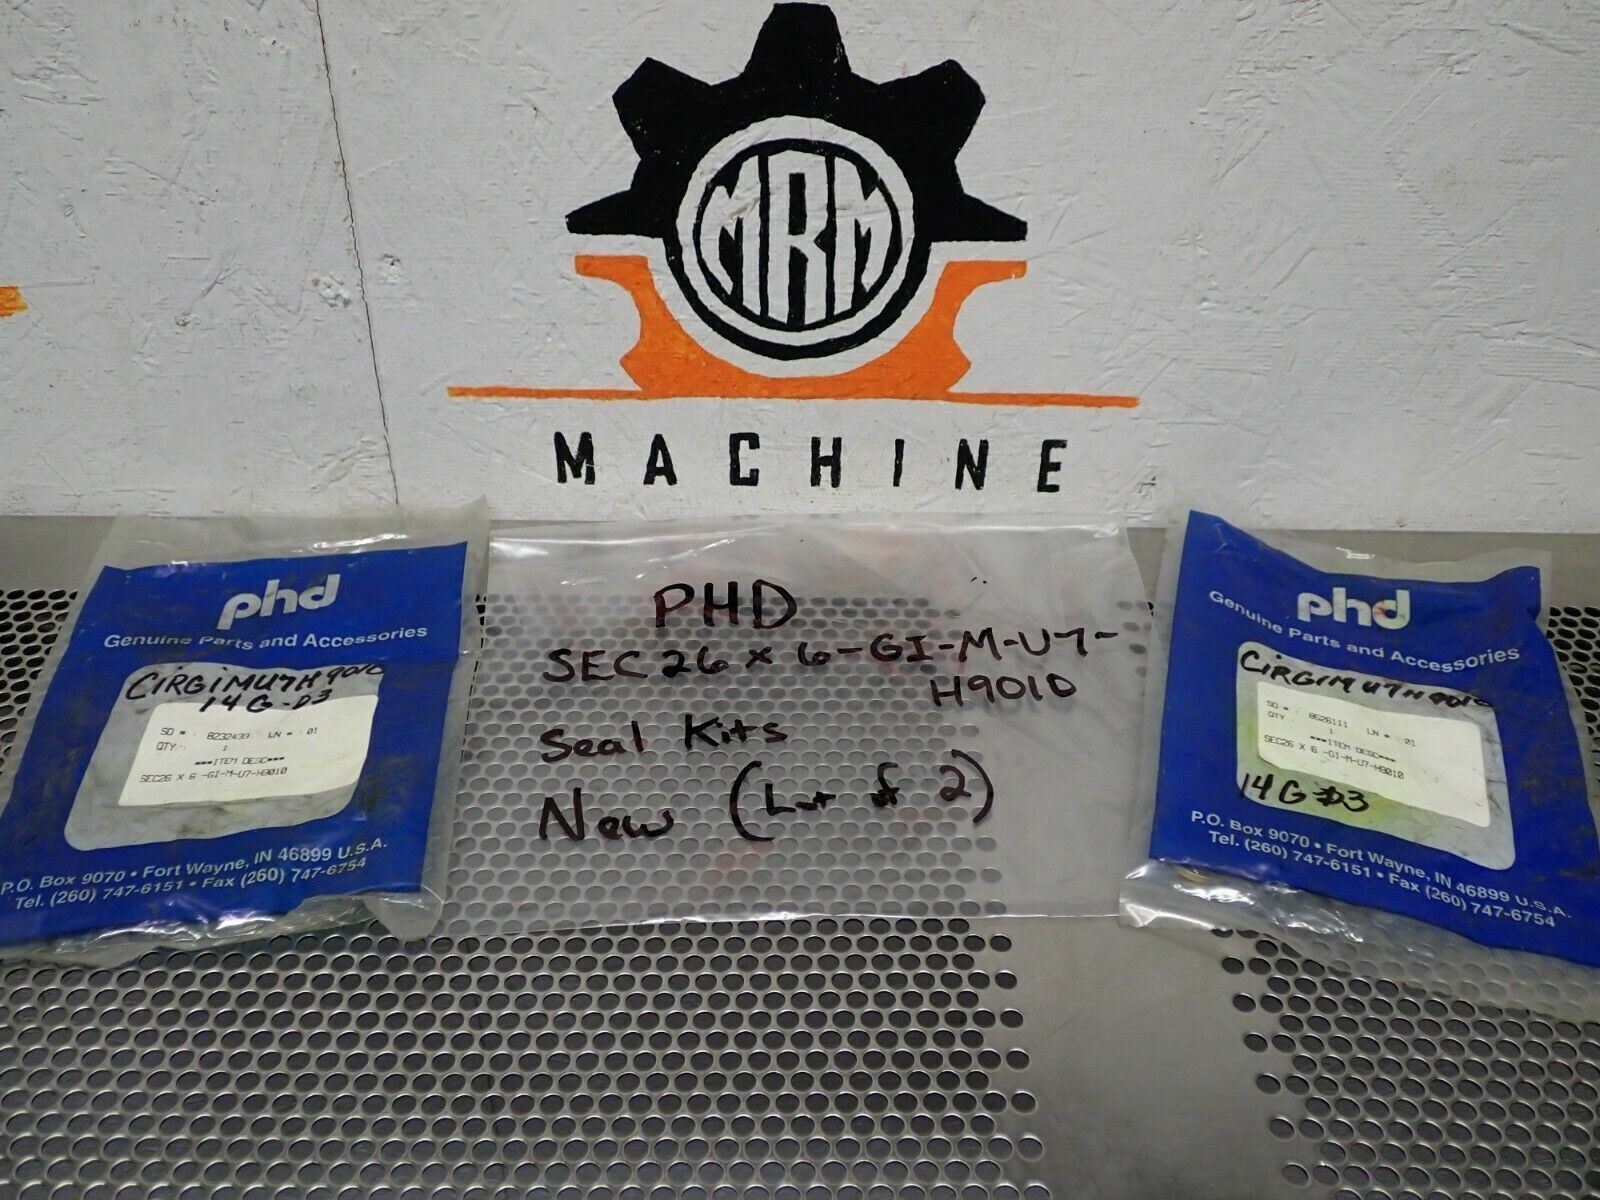 MRM
MACHINE
phd
Genuine Parts and Accessories
CIRGIMU7H9010
14G-D3
SO # : 8232439 LN # : 01
QTY : 1
***ITEM DESC***
SEC26 X 6 -GI-M-U7-H9010
P.O. Box 9070 • Fort Wayne, IN 46899 U.S.A.
Tel. (260) 747-6151 • Fax (260) 747-6754
PHD
SEC 26 x 6-GI-M-U7-
H9010
Seal Kits
New (Lot of 2)
phd
Genuine Parts and Accessories
CIRGIMU7H9010
SO # : 8526111 LN # : 01
QTY : 1
***ITEM DESC***
SEC26 X 6 -GI-M-U7-H9010
14G-D3
P.O. Box 9070 • Fort Wayne, IN 46899 U.S.A.
Tel. (260) 747-6151 • Fax (260) 747-6754